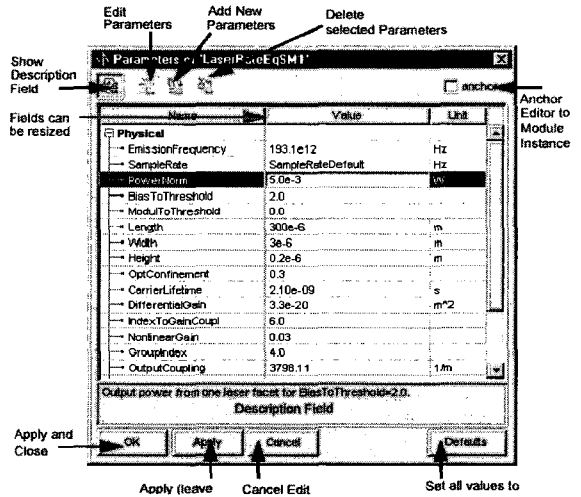 Edit
Parameters
Add New
Parameters
Delete
selected Parameters
Show
Description
Field
Parameters of 'LaserRateEqSM1'
anchor
Anchor
Editor to
Module
Instance
Fields can
be resized
Name Value Unit
Physical
EmissionFrequency 193.1e12 Hz
SampleRate SampleRateDefault Hz
PowerNorm 5.0e-3 W
BiasToThreshold 2.0
ModulToThreshold 0.0
Length 300e-6 m
Width 3e-6 m
Height 0.2e-6 m
OptConfinement 0.3
CarrierLifetime 2.10e-09 s
DifferentialGain 3.3e-20 m^2
IndexToGainCoupl 6.0
NonlinearGain 0.03
GroupIndex 4.0
OutputCoupling 3798.11 1/m
Output power from one laser facet for BiasToThreshold=2.0.
Description Field
Apply and
Close
OK Apply Cancel Defaults
Apply (leave Cancel Edit Set all values to